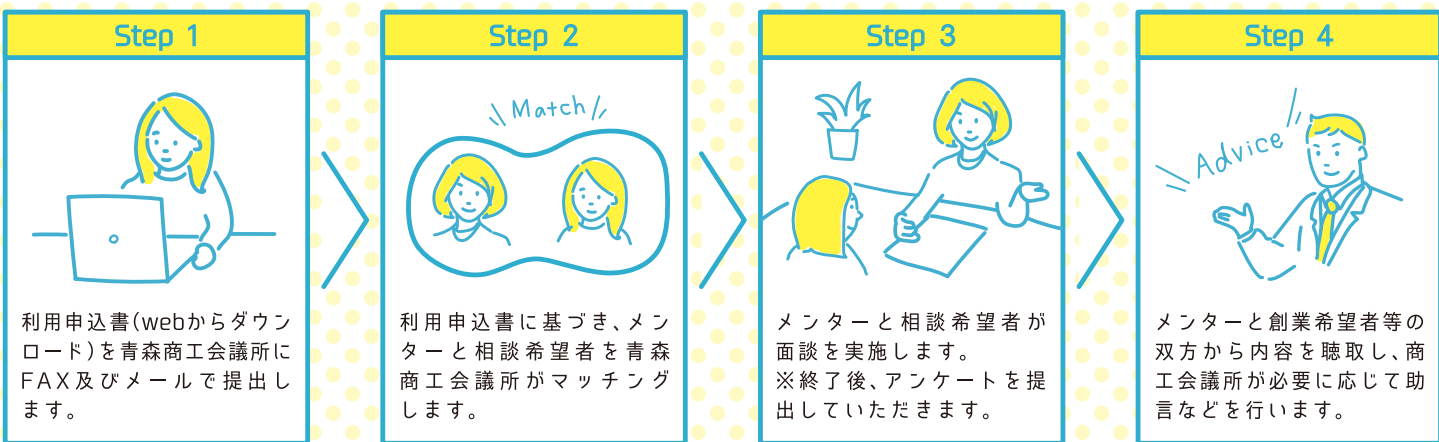 Step 1
利用申込書(webからダウン
ロード)を青森商工会議所に
FAX及びメールで提出し
ます。
Step 2
Match
利用申込書に基づき、メン
ターと相談希望者を青森
商工会議所がマッチング
します。
Step 3
メンターと相談希望者が
面談を実施します。
※終了後、アンケートを提
出していただきます。
Step 4
Advice
メンターと創業希望者等の
双方から内容を聴取し、商
工会議所が必要に応じて助
言などを行います。